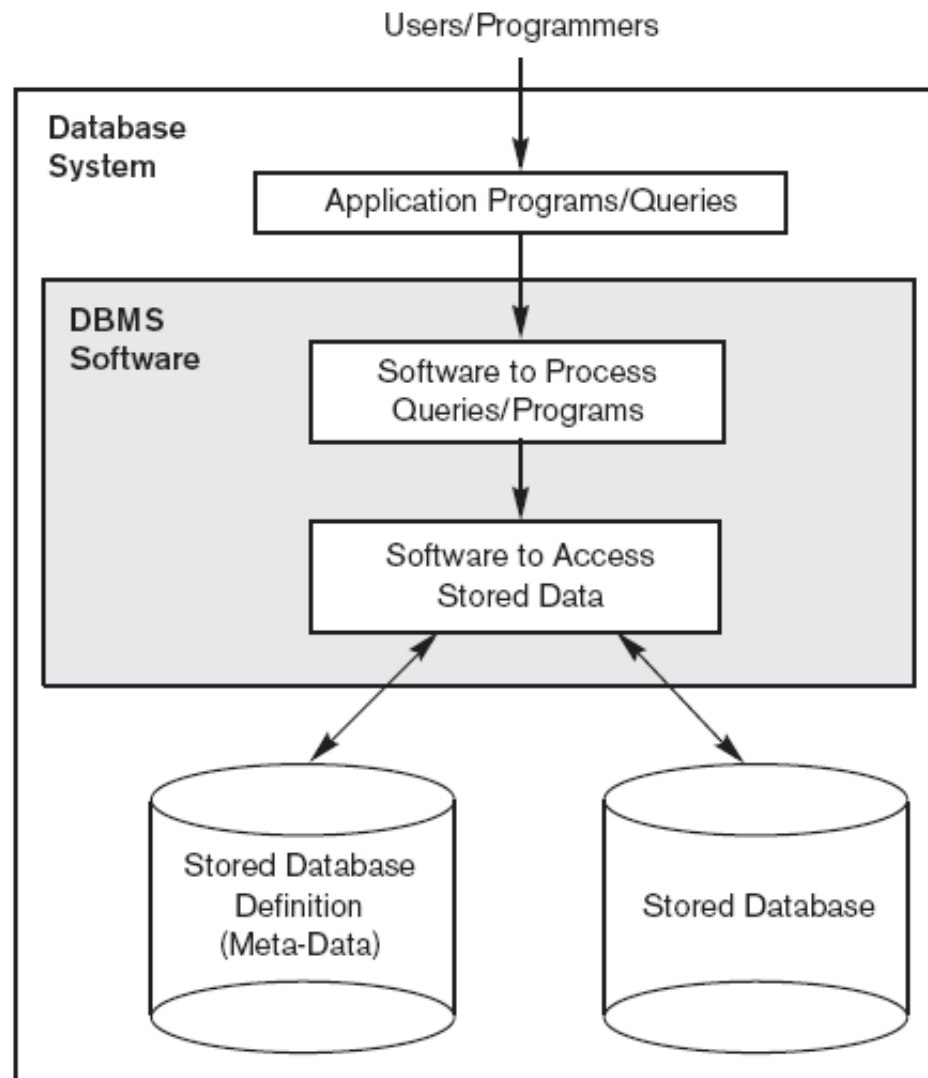 Users/Programmers
Database
System
Application Programs/Queries
DBMS
Software
Software to Process
Queries/Programs
Software to Access
Stored Data
Stored Database
Definition
(Meta-Data)
Stored Database